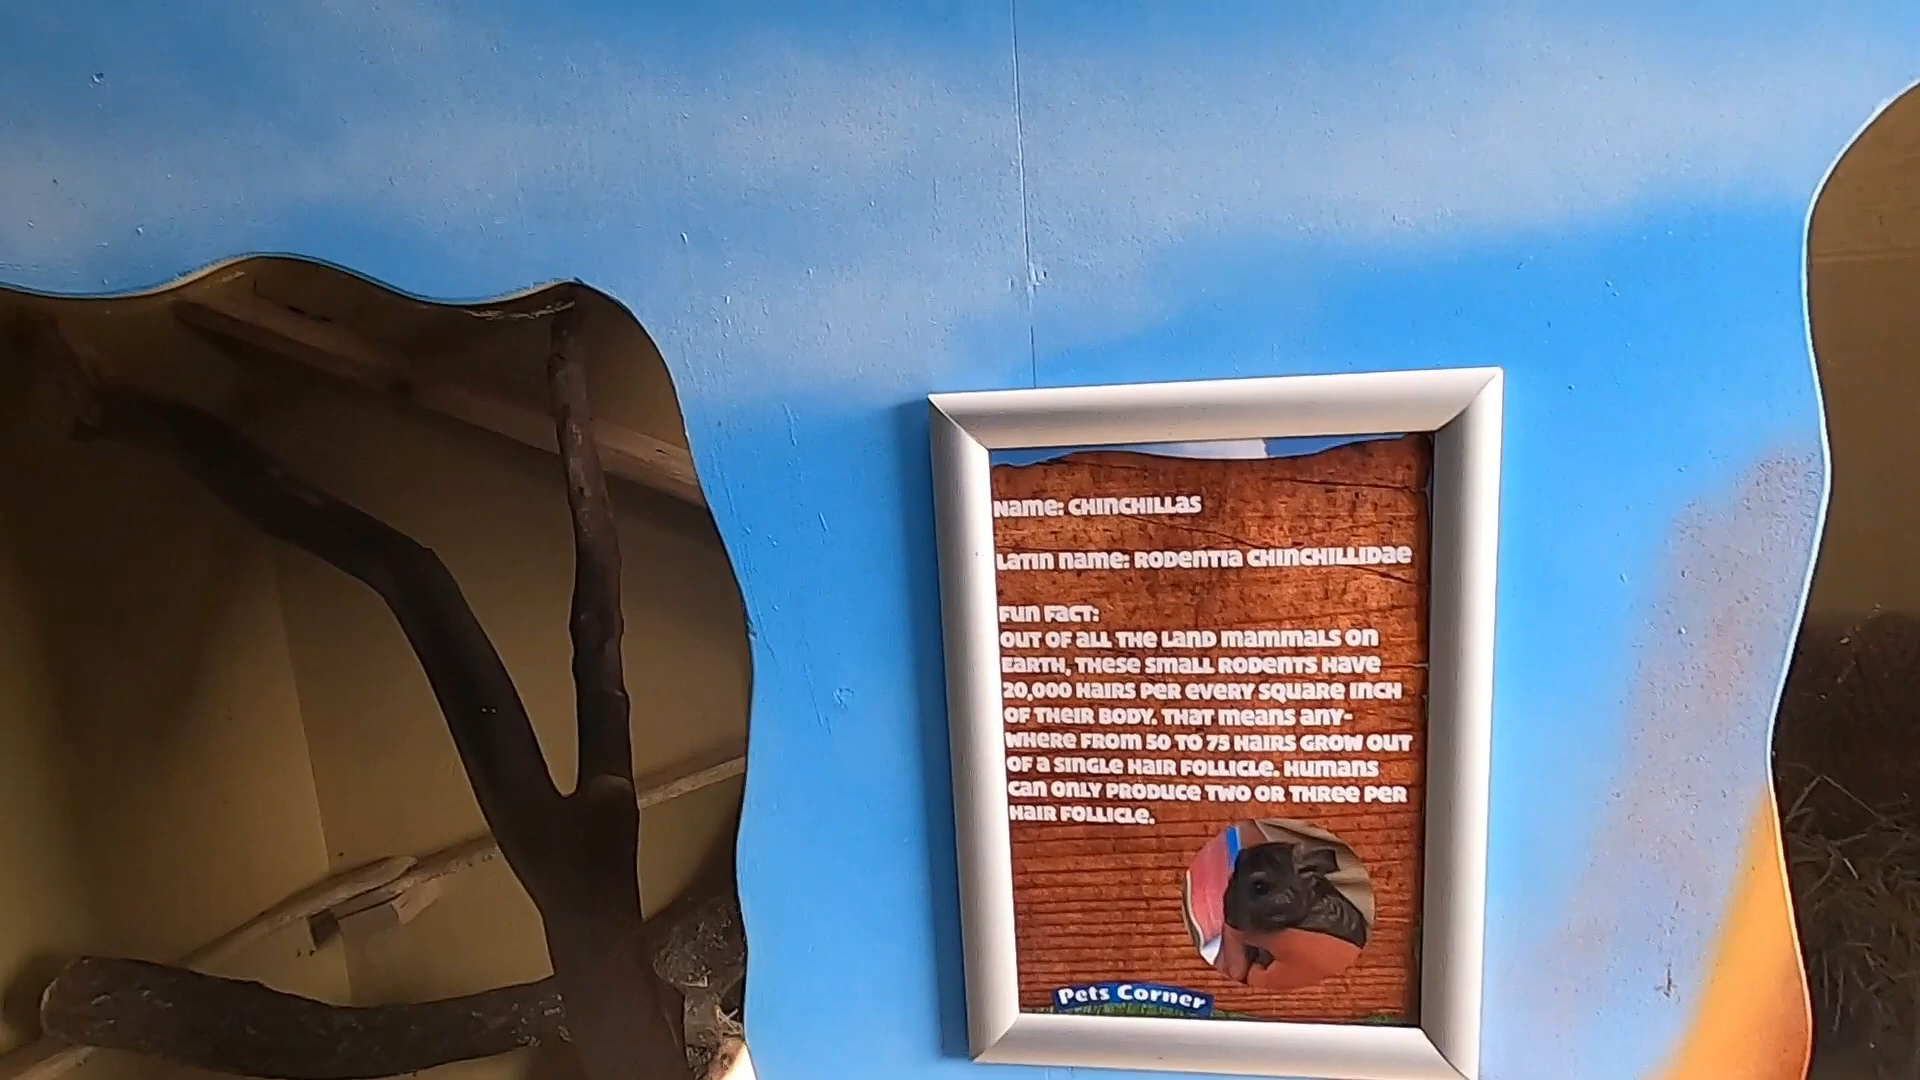 Name: Chinchillas
Latin name: Rodentia Chinchillidae
Fun Fact:
Out of all the land mammals on
Earth, these small rodents have
20,000 hairs per every square inch
of their body. That means any-
where from 50 to 75 hairs grow out
of a single hair follicle. Humans
can only produce two or three per
hair follicle.
Pets Corner